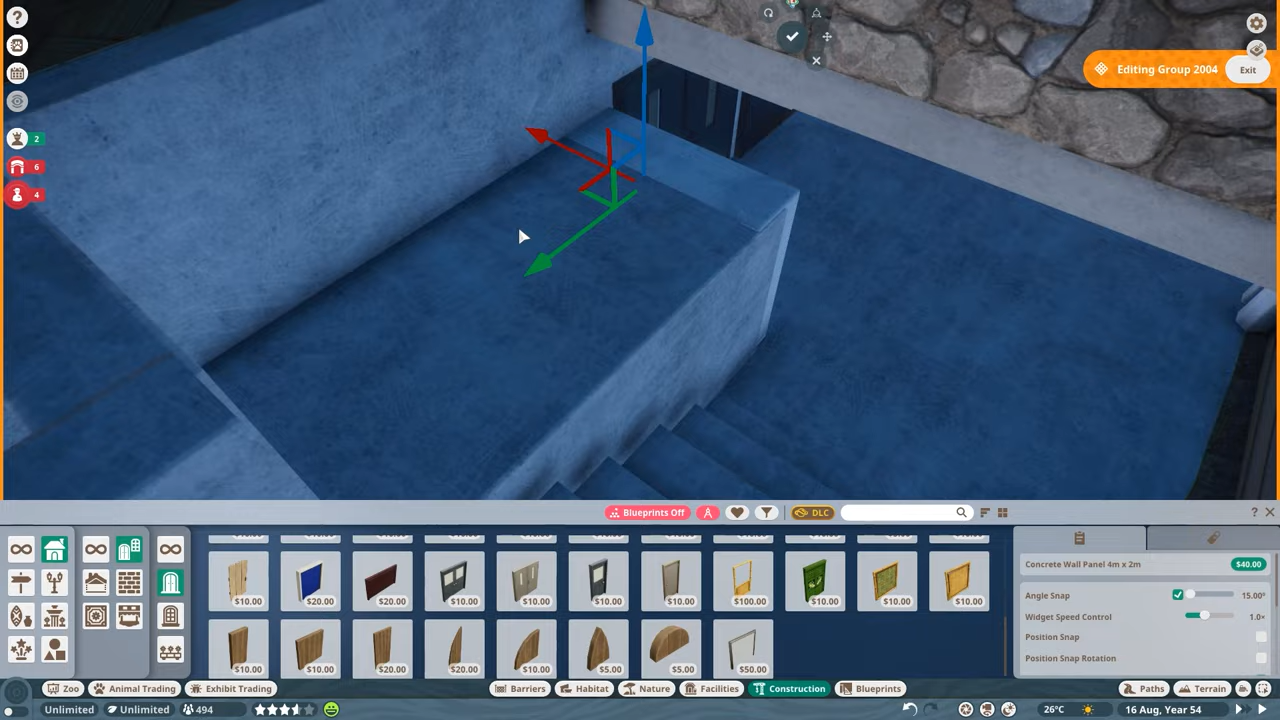 Editing Group 2004
Exit
2
6
4
Blueprints Off
DLC
?
$10.00
$20.00
$20.00
$10.00
$10.00
$10.00
$10.00
$100.00
$10.00
$10.00
$10.00
$10.00
$10.00
$20.00
$20.00
$10.00
$5.00
$5.00
$50.00
Concrete Wall Panel 4m x 2m
$40.00
Angle Snap
15.00°
Widget Speed Control
1.0×
Position Snap
Position Snap Rotation
Zoo
Animal Trading
Exhibit Trading
Barriers
Habitat
Nature
Facilities
Construction
Blueprints
Paths
Terrain
Unlimited
Unlimited
494
26°C
16 Aug, Year 54